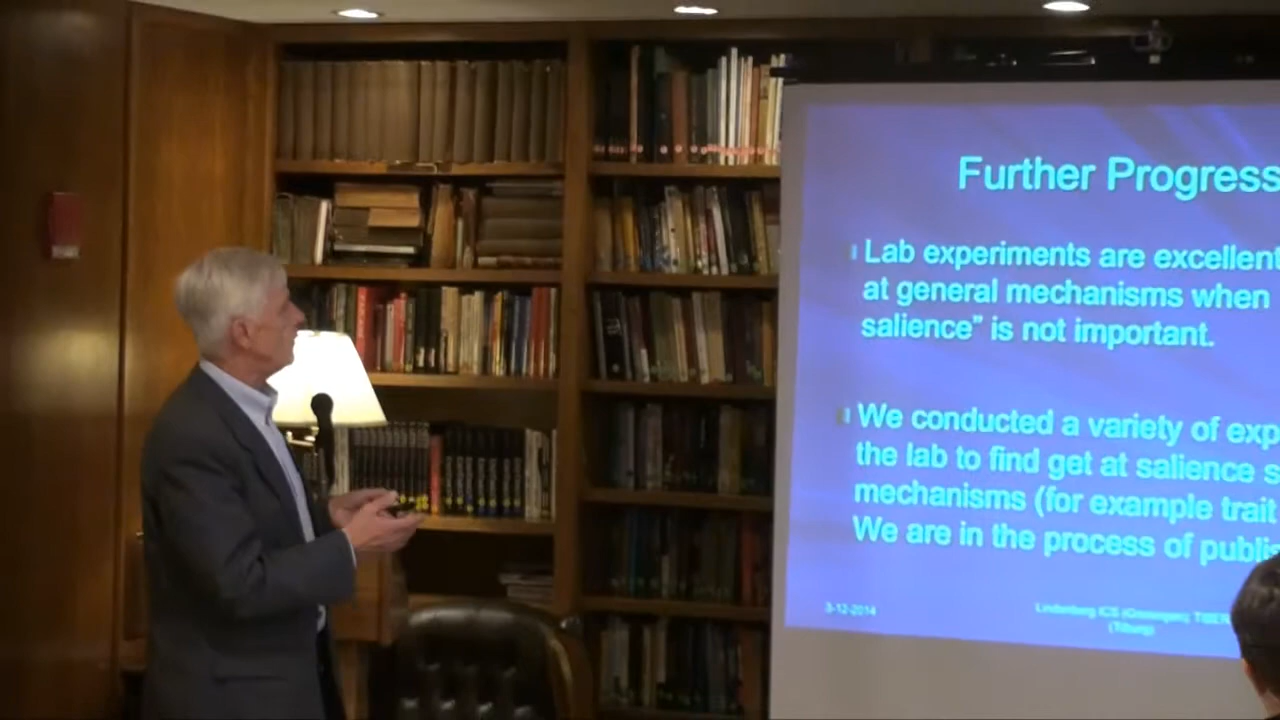 Further Progress
Lab experiments are excellent
at general mechanisms when
salience” is not important.
We conducted a variety of exp
the lab to find get at salience s
mechanisms (for example trait
We are in the process of publis
3-12-2014
Lindenberg ICS (Groningen), TIBER
(Tilburg)